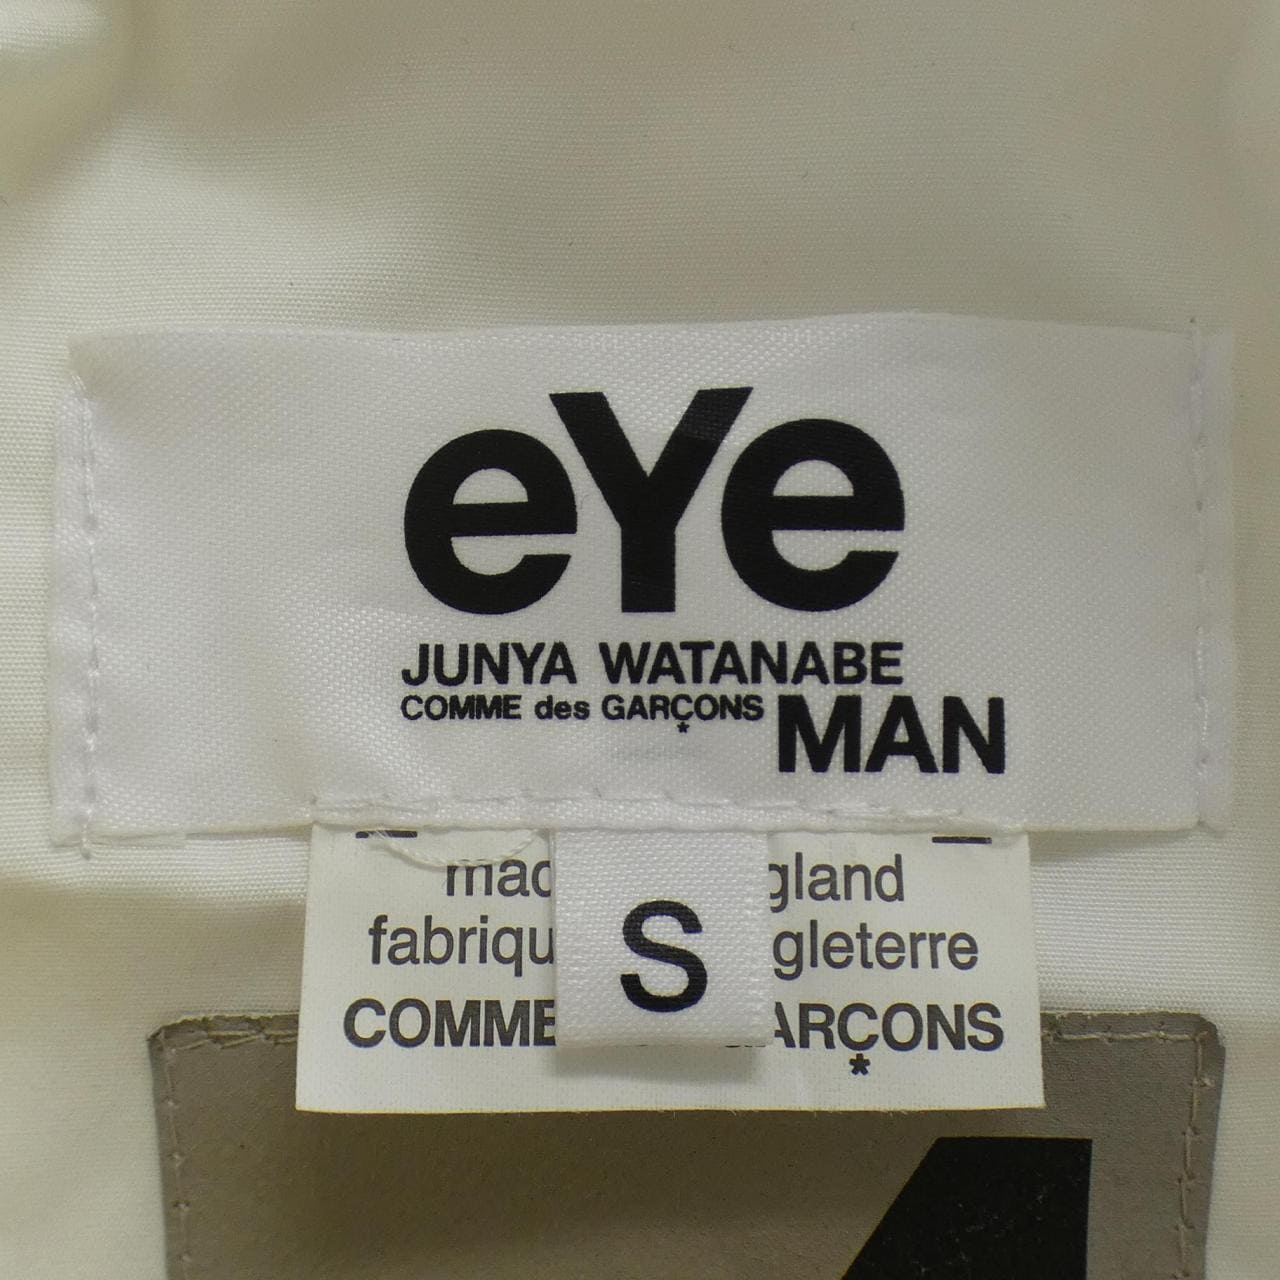 eYe
JUNYA WATANABE
COMME des GARÇONS MAN
gland
fabriqu gleterre
S
COMME ARÇONS